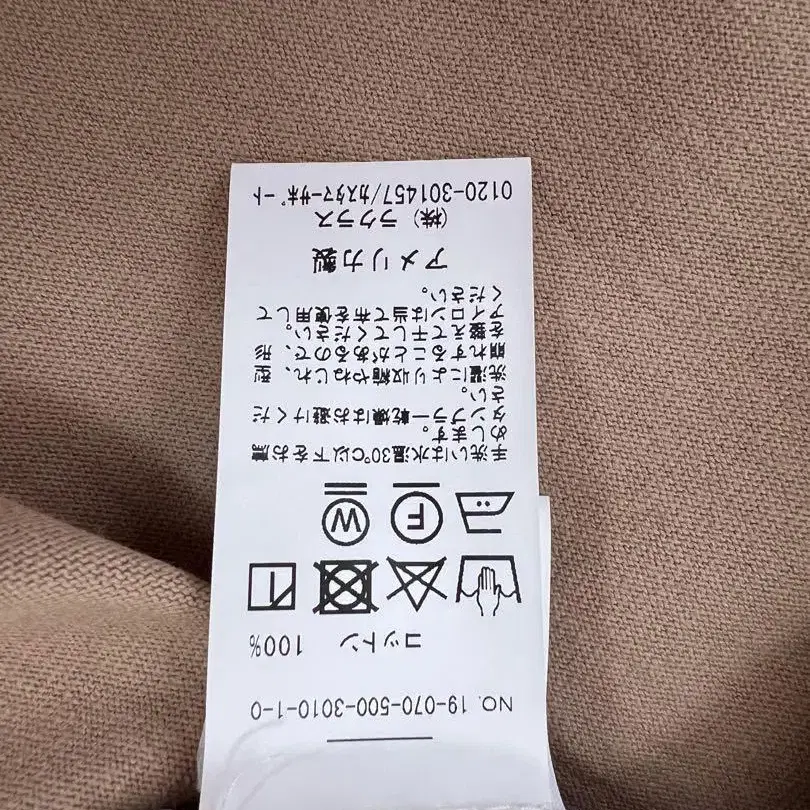 NO. 19-070-500-3010-1-0
コットン 100%
W F
手洗いは水温30℃以下をお薦
めします。
タンブラー乾燥はお避けくだ
さい。
洗濯により収縮やねじれ、型
崩れすることがあるので、形
を整えて干してください。
アイロンは当て布を使用して
ください。
アメリカ製
(株) ラクラス
0120-301457/カスタマーサポート